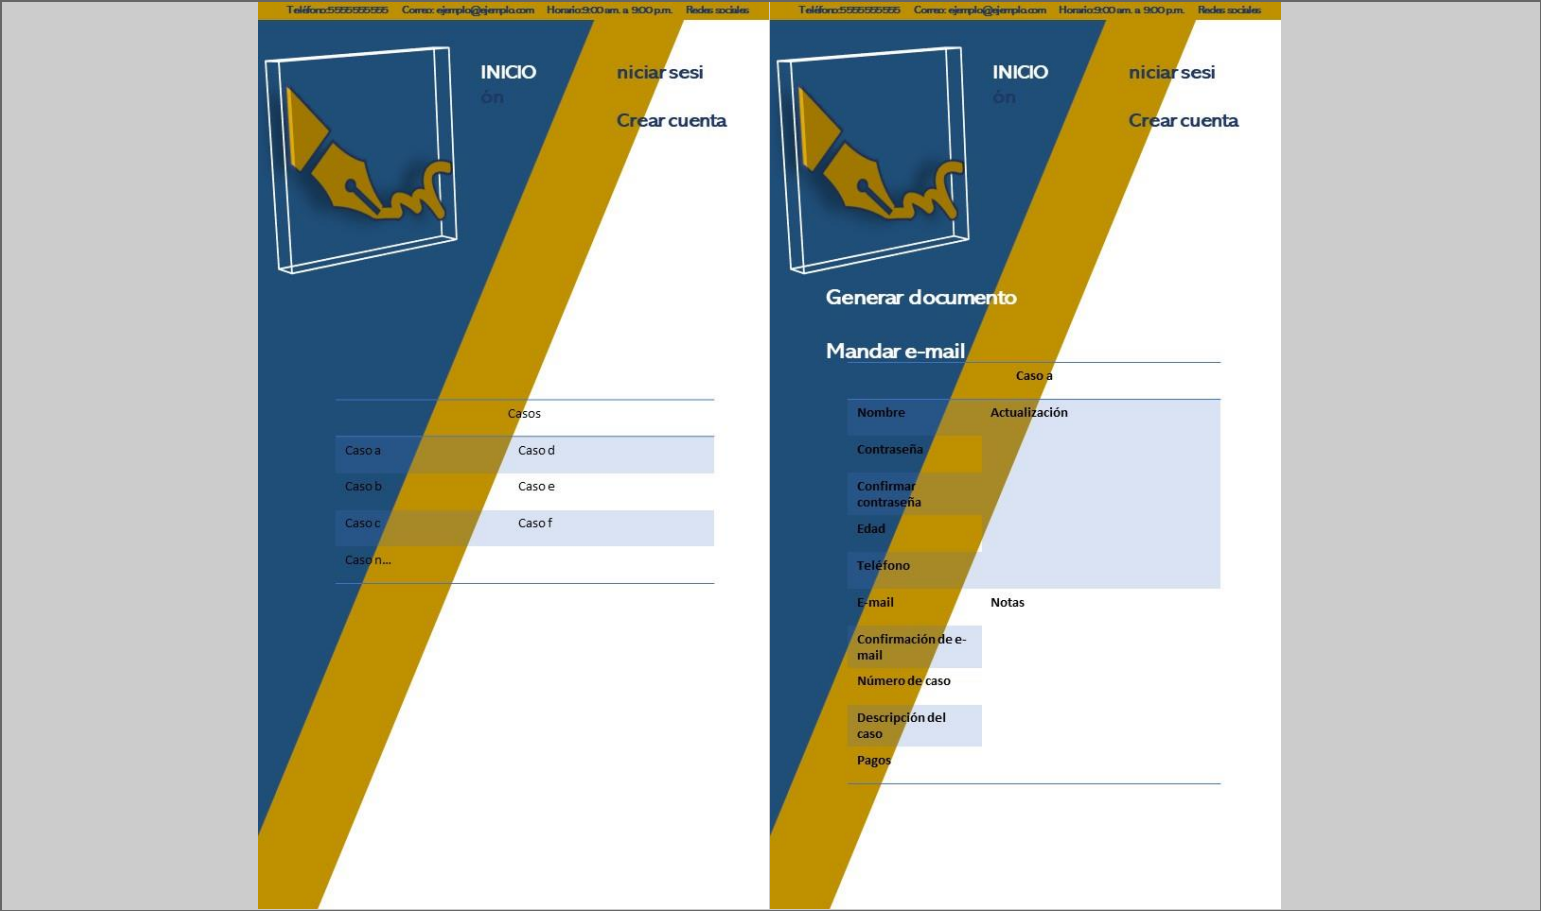 Teléfono:5555555555 Correo: ejemplo@ejemplo.com Horario:9:00 am. a 9:00 p.m. Redes sociales
INICIO niciar sesi
ón
Crear cuenta
Casos
Caso a Caso d
Caso b Caso e
Caso c Caso f
Caso n...
Teléfono:5555555555 Correo: ejemplo@ejemplo.com Horario:9:00 am. a 9:00 p.m. Redes sociales
INICIO niciar sesi
ón
Crear cuenta
Generar documento
Mandar e-mail
Caso a
Nombre Actualización
Contraseña
Confirmar
contraseña
Edad
Teléfono
E-mail Notas
Confirmación de e-
mail
Número de caso
Descripción del
caso
Pagos